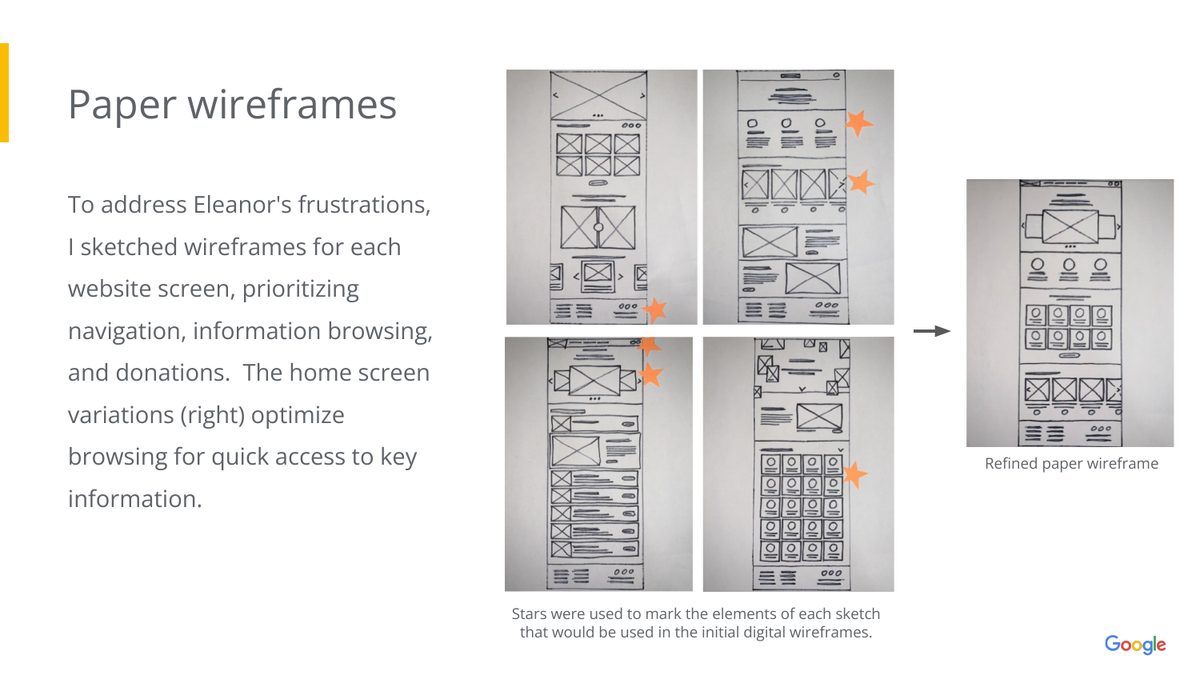 Paper wireframes
To address Eleanor's frustrations,
I sketched wireframes for each
website screen, prioritizing
navigation, information browsing,
and donations.  The home screen
variations (right) optimize
browsing for quick access to key
information.
Refined paper wireframe
Stars were used to mark the elements of each sketch
that would be used in the initial digital wireframes.
Google